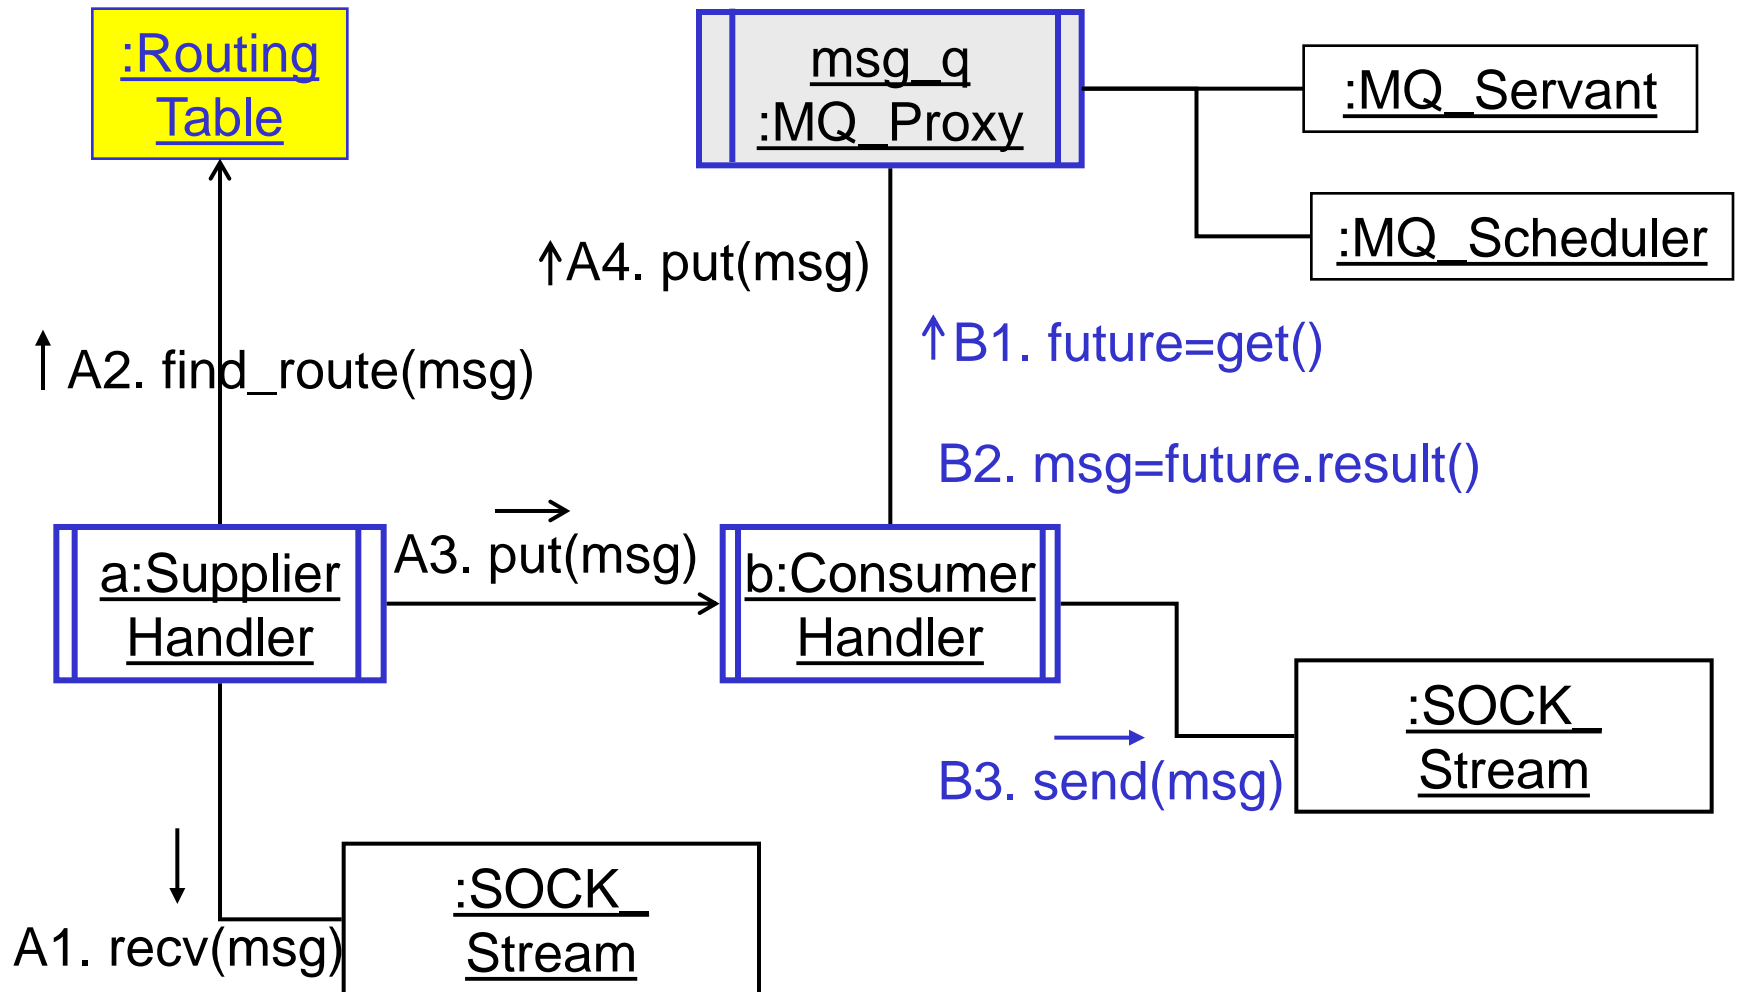 :Routing
Table
msg_q
:MQ_Proxy
:MQ_Servant
:MQ_Scheduler
A4. put(msg)
B1. future=get()
A2. find_route(msg)
B2. msg=future.result()
A3. put(msg)
a:Supplier
Handler
b:Consumer
Handler
:SOCK_
Stream
B3. send(msg)
:SOCK_
Stream
A1. recv(msg)